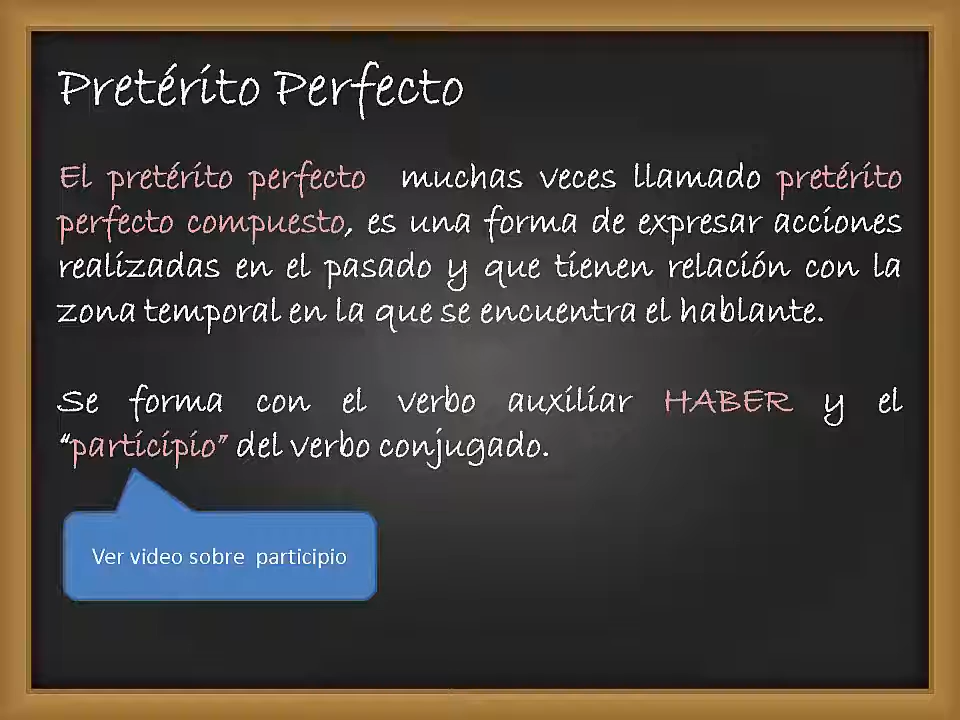 Pretérito Perfecto
El pretérito perfecto muchas veces llamado pretérito
perfecto compuesto, es una forma de expresar acciones
realizadas en el pasado y que tienen relación con la
zona temporal en la que se encuentra el hablante.
Se forma con el verbo auxiliar HABER y el
“participio” del verbo conjugado.
Ver video sobre participio